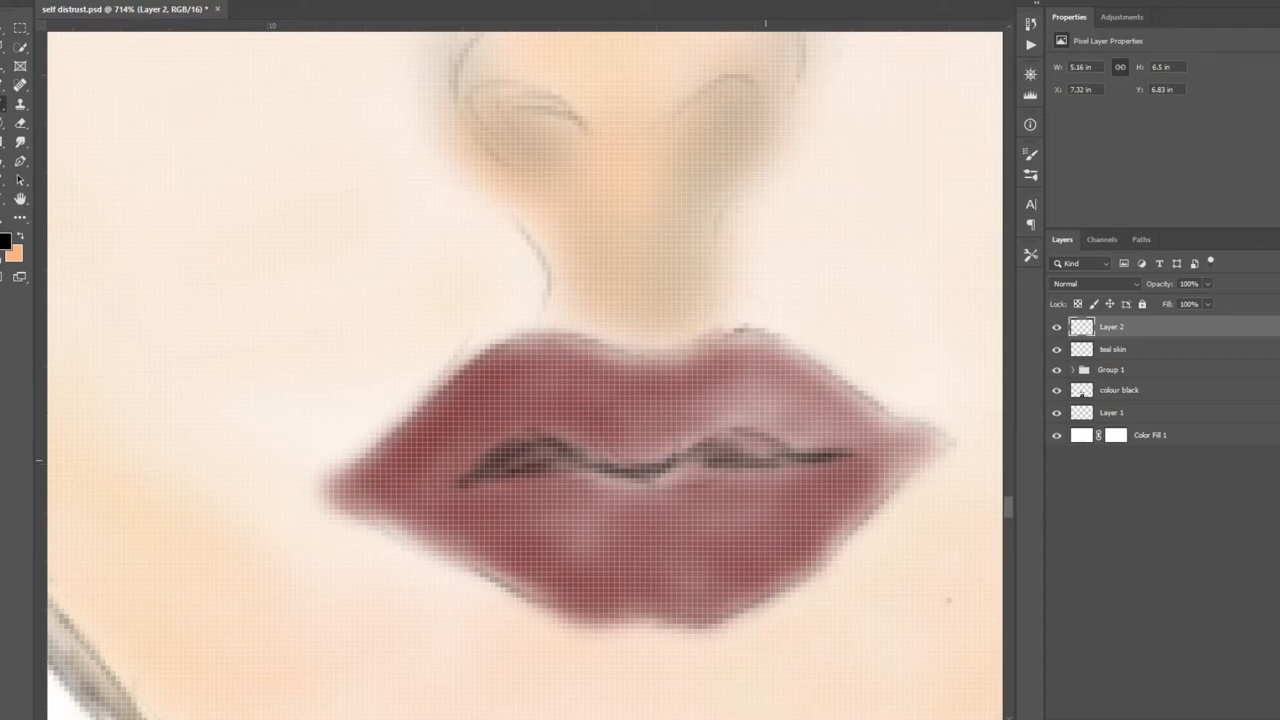 self distrust.psd @ 714% (Layer 2, RGB/16) *
10
Properties
Adjustments
Pixel Layer Properties
W: 5.16 in
H: 6.5 in
X: 7.32 in
Y: 6.83 in
Layers
Channels
Paths
Kind
Normal
Opacity: 100%
Lock:
Fill: 100%
Layer 2
teal skin
Group 1
colour black
Layer 1
Color Fill 1